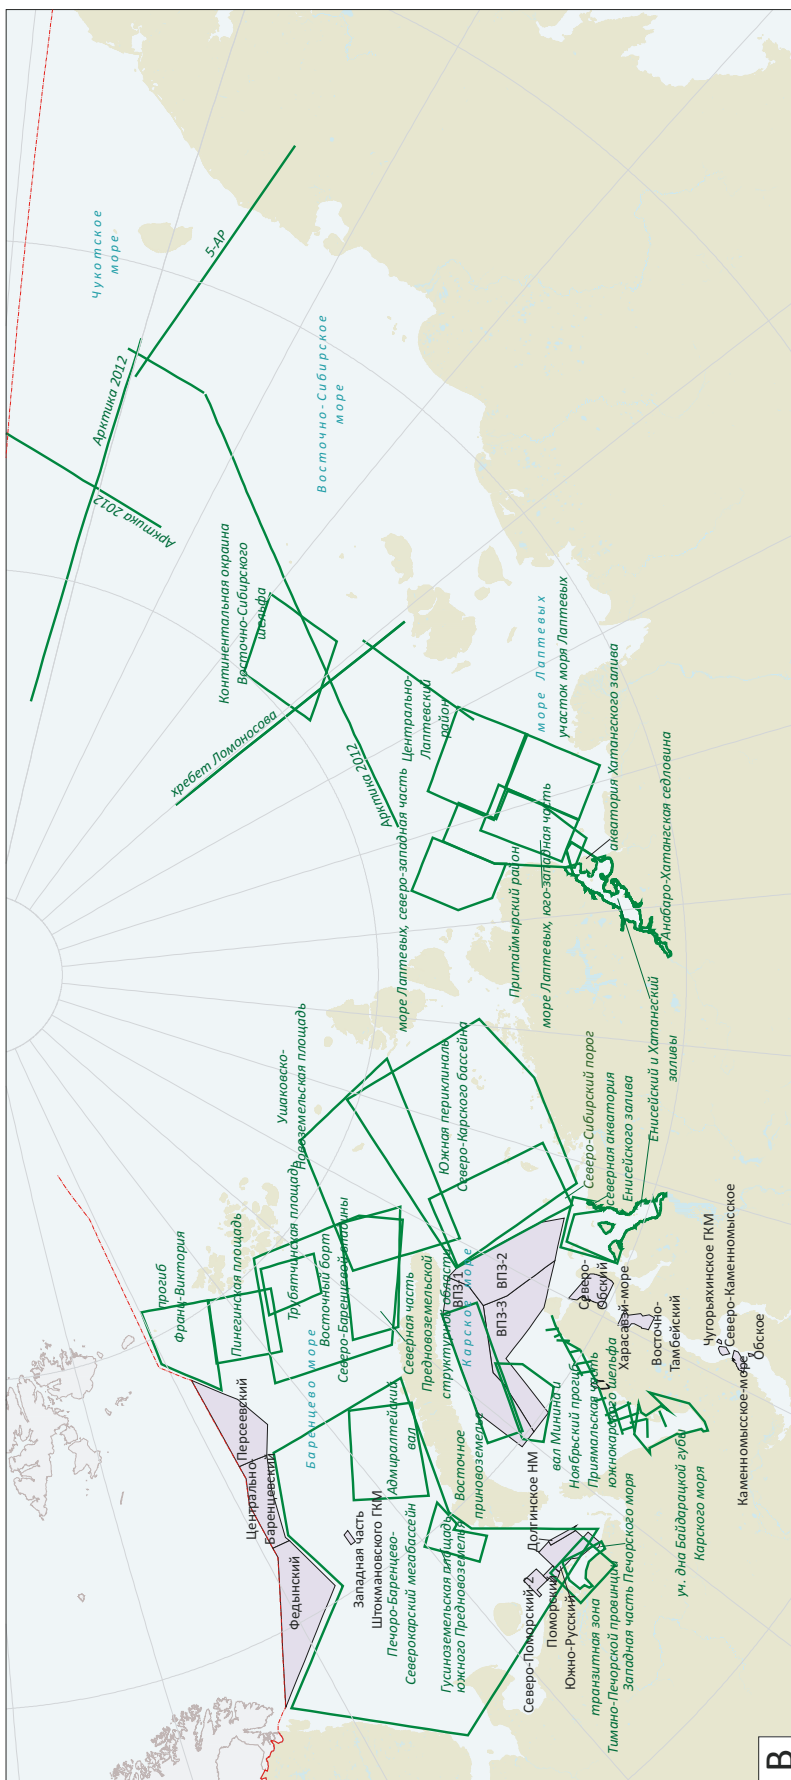 Чукотское
море
5-АР
Арктика 2012
Арктика 2012
Восточно-Сибирское
море
Континентальная окраина
Восточно-Сибирского
шельфа
хребет Ломоносова
Арктика 2012
Центрально-
Лаптевский
район
море Лаптевых
участок моря Лаптевых
море Лаптевых, северо-западная часть
Притаймырский район
море Лаптевых, юго-западная часть
акватория Хатангского залива
Анабаро-Хатангская седловина
Енисейский и Хатангский
заливы
Ушаковско-
Новоземельская площадь
Южная периклиналь
Северо-Карского бассейна
Северо-Сибирский порог
северная акватория
Енисейского залива
прогиб
Франц-Виктория
Пинегинская площадь
Трубятчинская площадь
Восточный борт
Северо-Баренцевой впадины
Северная часть
Предновоземельской
структурной области
Баренцево море
Карское море
ВПЗ/1
ВПЗ-2
ВПЗ-3
Северо-
Обский
Харасавэй-море
Восточно-
Тамбейский
Чугорьяхинское ГКМ
Северо-Каменномысское
Обское
Каменномысское-море
Персеевский
Центрально-
Баренцевский
Федынский
Адмиралтейский
вал
Западная часть
Штокмановского ГКМ
Печоро-Баренцево-
Северокарский мегабассейн
Восточное
приновоземелье
Гусиноземельская площадь
южного Предновоземелья
вал Минина и
Ноябрьский прогиб
Приямальская часть
южнокарского шельфа
Долгинское НМ
Северо-Поморский 2
Поморский
Южно-Русский
транзитная зона
Тимано-Печорской провинции
Западная часть Печорского моря
уч. дна Байдарацкой губы
Карского моря
В